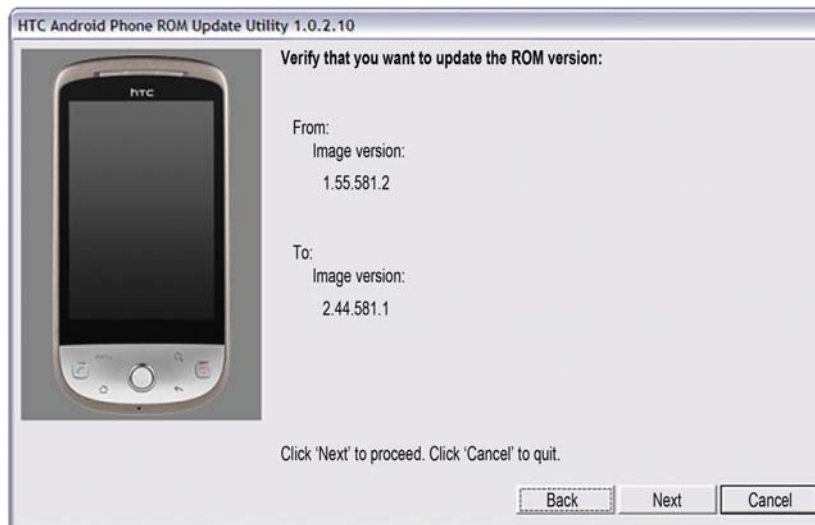 HTC Android Phone ROM Update Utility 1.0.2.10
hTC
Verify that you want to update the ROM version:
From:
Image version:
1.55.581.2
To:
Image version:
2.44.581.1
Click ‘Next’ to proceed. Click ‘Cancel’ to quit.
Back
Next
Cancel